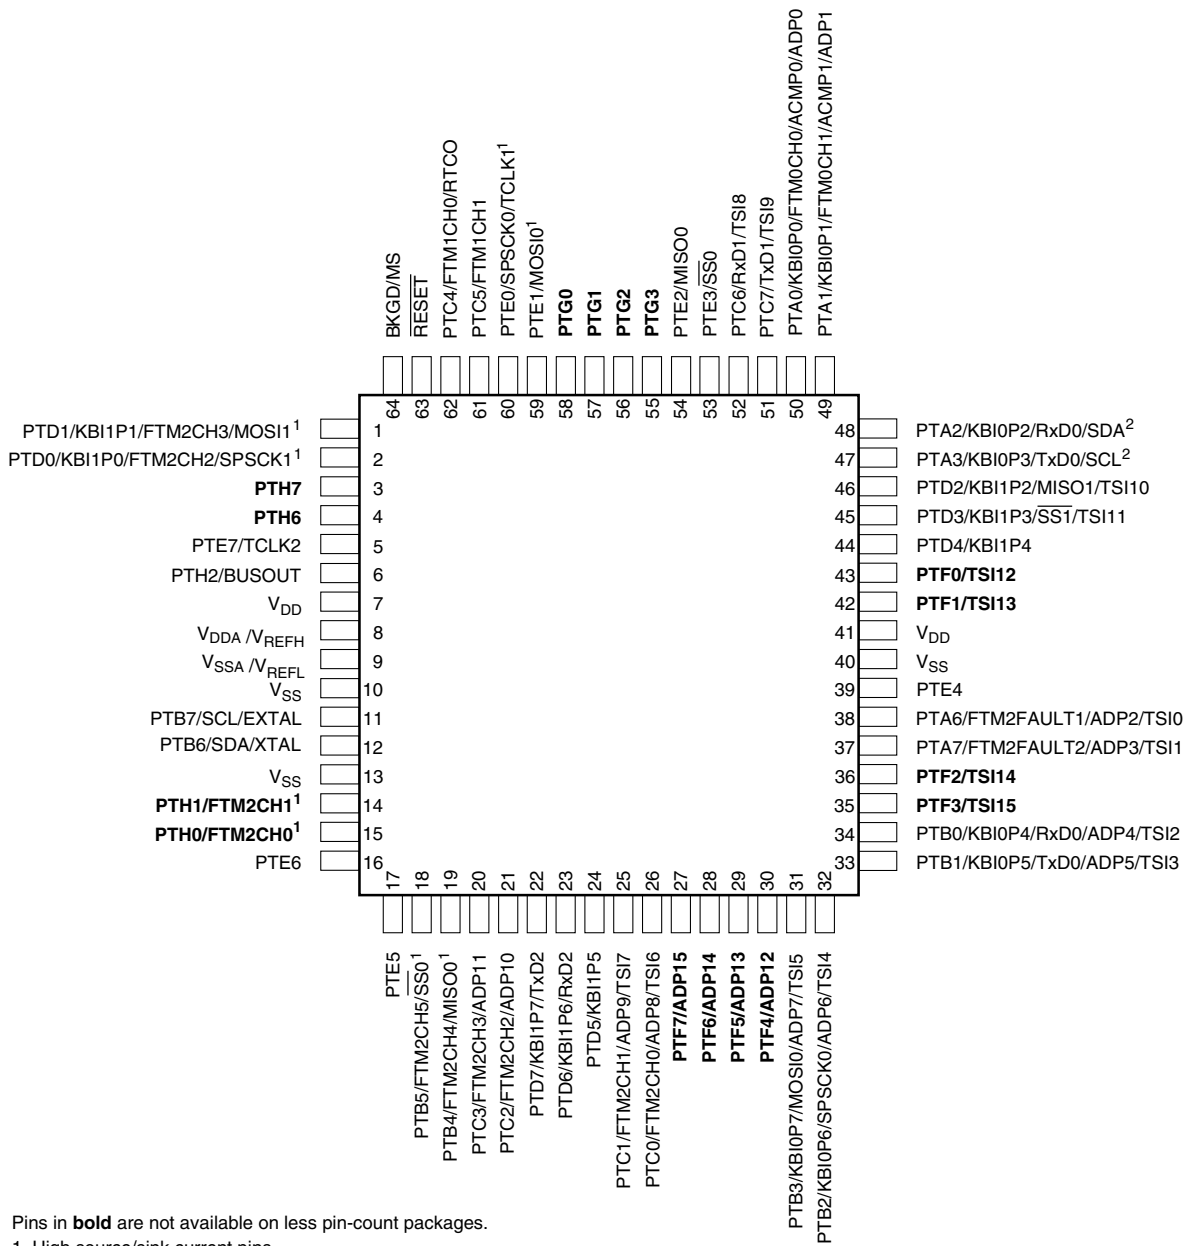 BKGD/MS
RESET
PTC4/FTM1CH0/RTCO
PTC5/FTM1CH1
PTE0/SPSCK0/TCLK1¹
PTE1/MOSI0¹
PTG0
PTG1
PTG2
PTG3
PTE2/MISO0
PTE3/SS0
PTC6/RxD1/TSI8
PTC7/TxD1/TSI9
PTA0/KBI0P0/FTM0CH0/ACMP0/ADP0
PTA1/KBI0P1/FTM0CH1/ACMP1/ADP1
64 63 62 61 60 59 58 57 56 55 54 53 52 51 50 49
PTD1/KBI1P1/FTM2CH3/MOSI1¹ 1
PTD0/KBI1P0/FTM2CH2/SPSCK1¹ 2
PTH7 3
PTH6 4
PTE7/TCLK2 5
PTH2/BUSOUT 6
VDD 7
VDDA /VREFH 8
VSSA /VREFL 9
VSS 10
PTB7/SCL/EXTAL 11
PTB6/SDA/XTAL 12
VSS 13
PTH1/FTM2CH1¹ 14
PTH0/FTM2CH0¹ 15
PTE6 16
48 PTA2/KBI0P2/RxD0/SDA²
47 PTA3/KBI0P3/TxD0/SCL²
46 PTD2/KBI1P2/MISO1/TSI10
45 PTD3/KBI1P3/SS1/TSI11
44 PTD4/KBI1P4
43 PTF0/TSI12
42 PTF1/TSI13
41 VDD
40 VSS
39 PTE4
38 PTA6/FTM2FAULT1/ADP2/TSI0
37 PTA7/FTM2FAULT2/ADP3/TSI1
36 PTF2/TSI14
35 PTF3/TSI15
34 PTB0/KBI0P4/RxD0/ADP4/TSI2
33 PTB1/KBI0P5/TxD0/ADP5/TSI3
17 18 19 20 21 22 23 24 25 26 27 28 29 30 31 32
PTE5
PTB5/FTM2CH5/SS0¹
PTB4/FTM2CH4/MISO0¹
PTC3/FTM2CH3/ADP11
PTC2/FTM2CH2/ADP10
PTD7/KBI1P7/TxD2
PTD6/KBI1P6/RxD2
PTD5/KBI1P5
PTC1/FTM2CH1/ADP9/TSI7
PTC0/FTM2CH0/ADP8/TSI6
PTF7/ADP15
PTF6/ADP14
PTF5/ADP13
PTF4/ADP12
PTB3/KBI0P7/MOSI0/ADP7/TSI5
PTB2/KBI0P6/SPSCK0/ADP6/TSI4
Pins in bold are not available on less pin-count packages.
1. High source/sink current pins